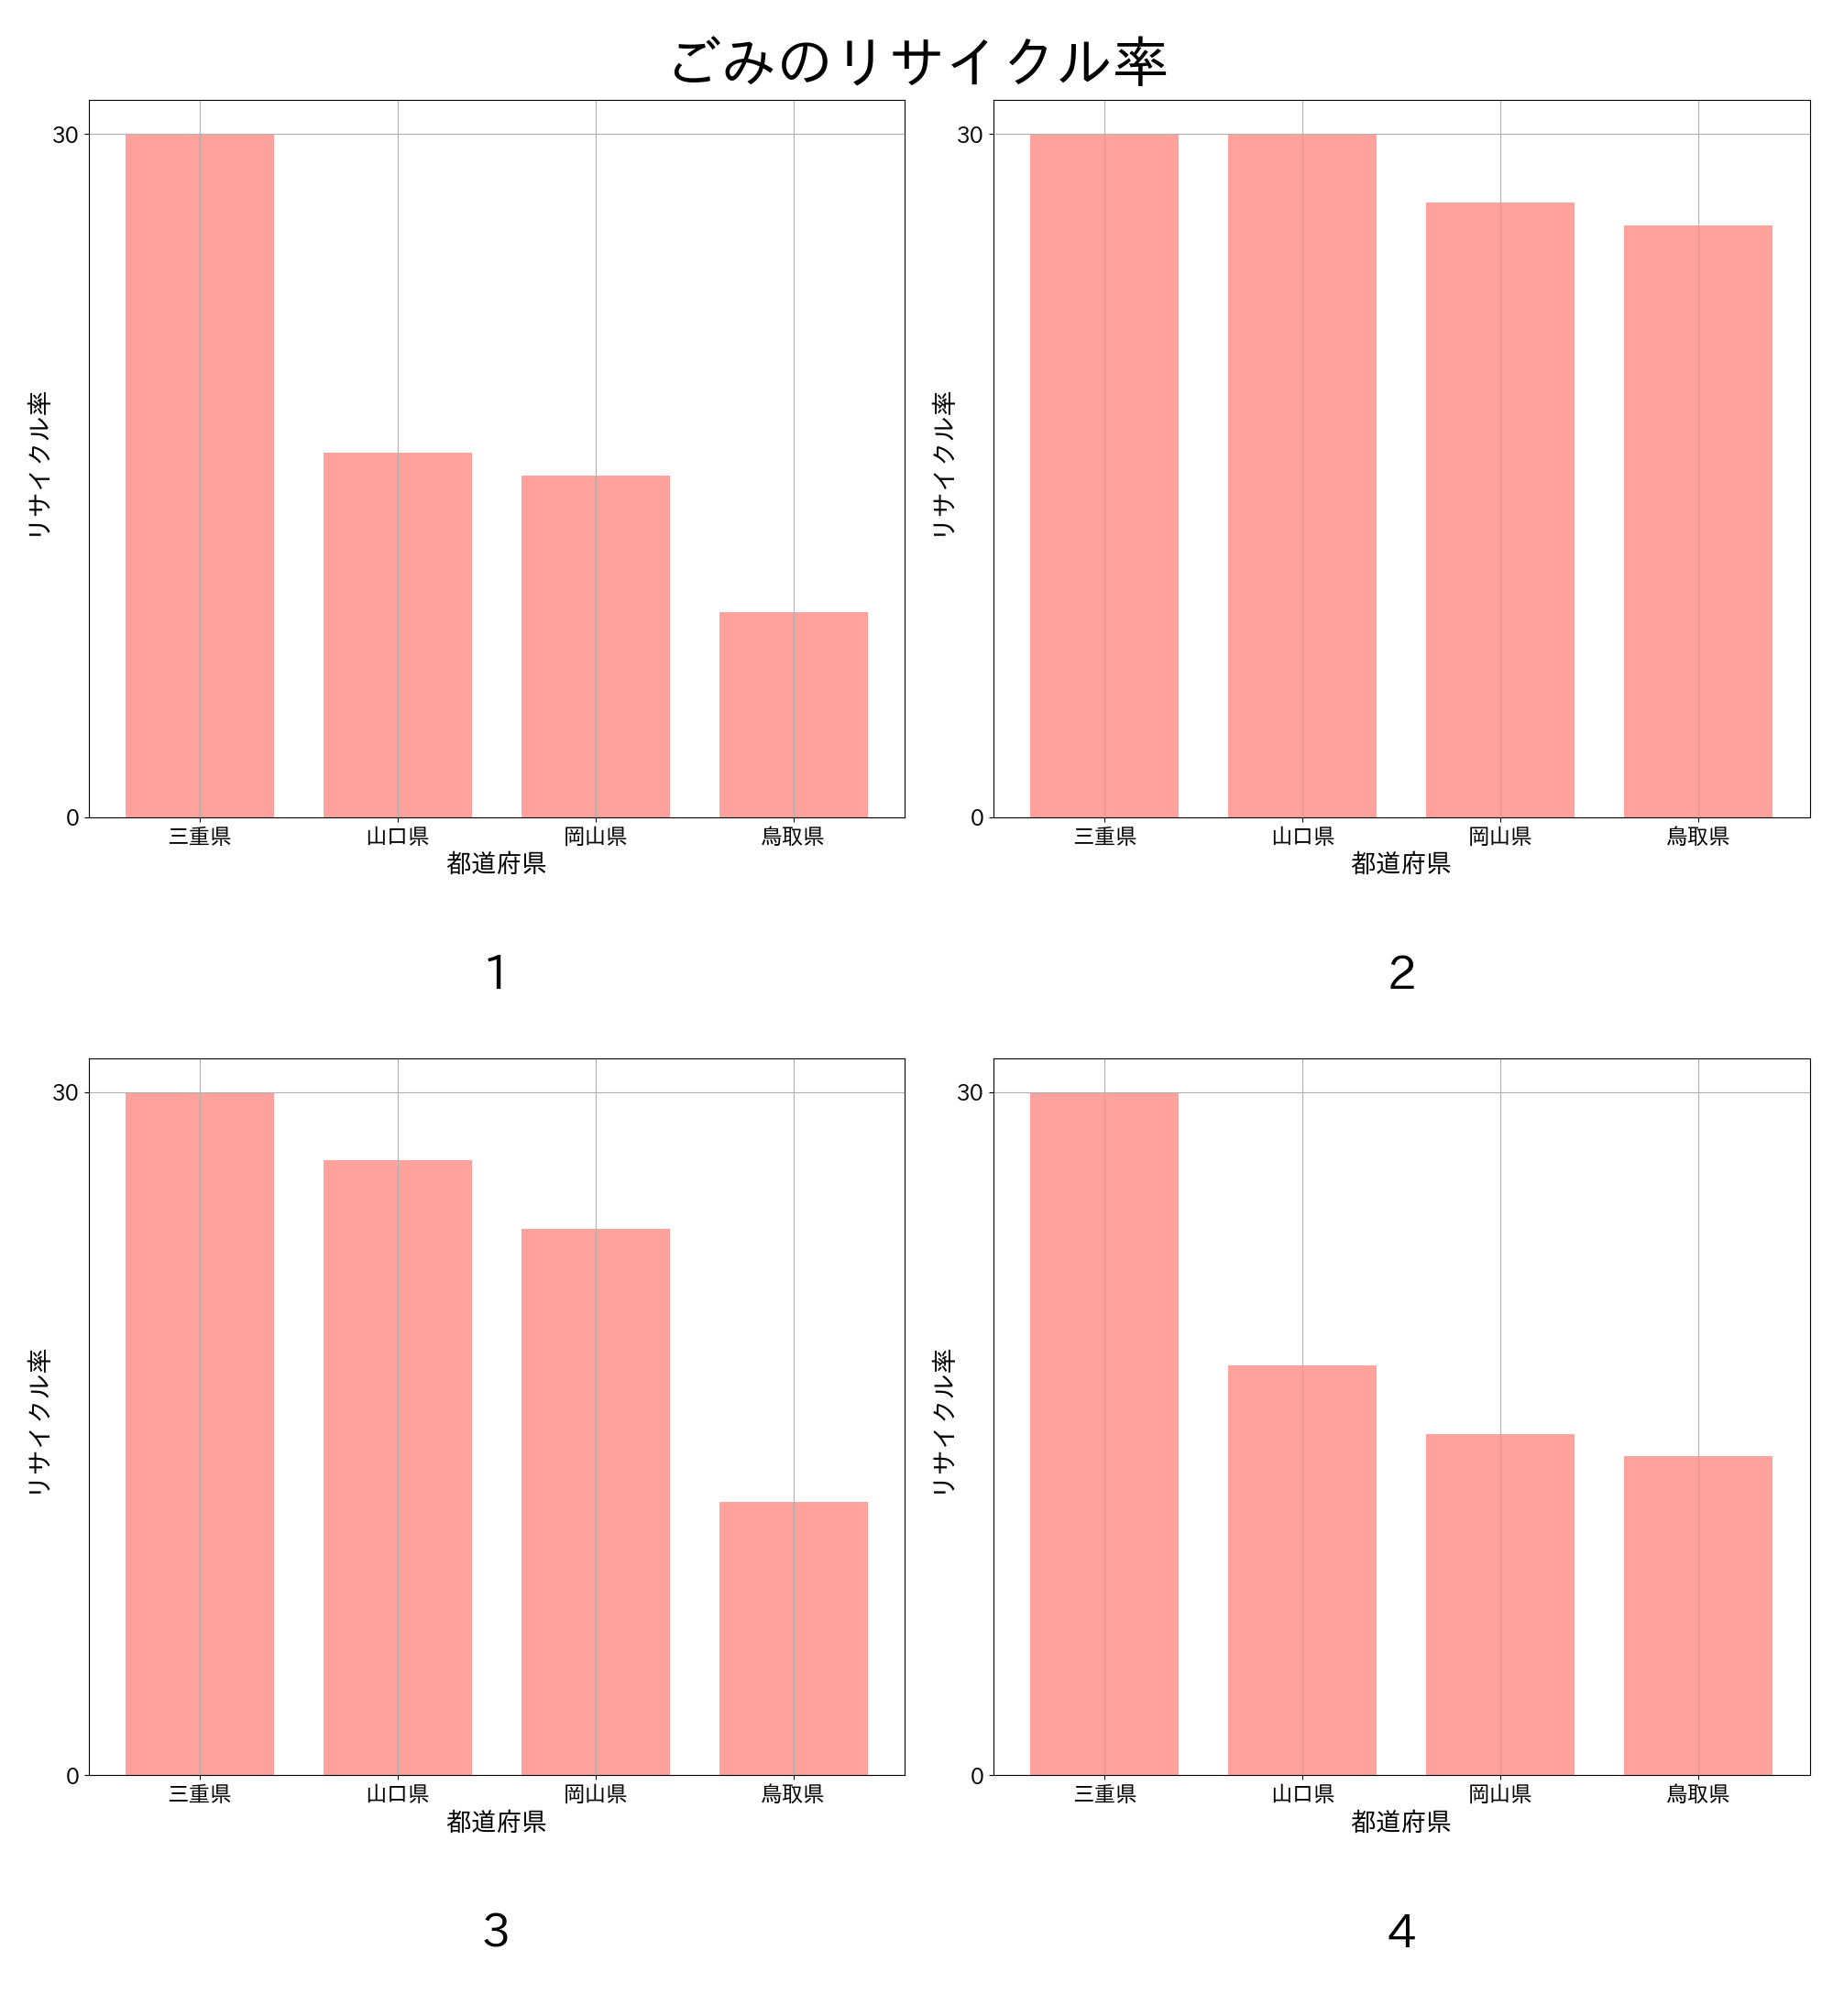 ごみのリサイクル率
30
0
リサイクル率
三重県 山口県 岡山県 鳥取県
都道府県
1
30
0
リサイクル率
三重県 山口県 岡山県 鳥取県
都道府県
2
30
0
リサイクル率
三重県 山口県 岡山県 鳥取県
都道府県
3
30
0
リサイクル率
三重県 山口県 岡山県 鳥取県
都道府県
4